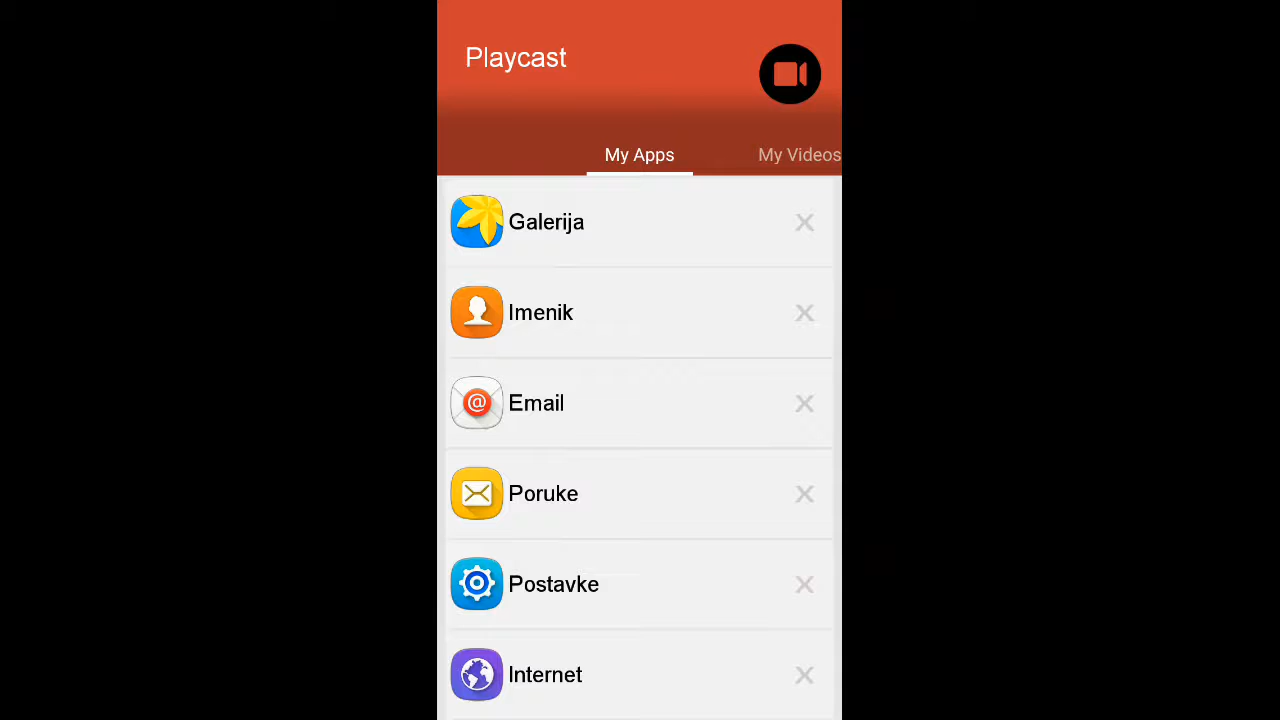 Playcast
My Apps My Videos
Galerija
Imenik
@ Email
Poruke
Postavke
Internet